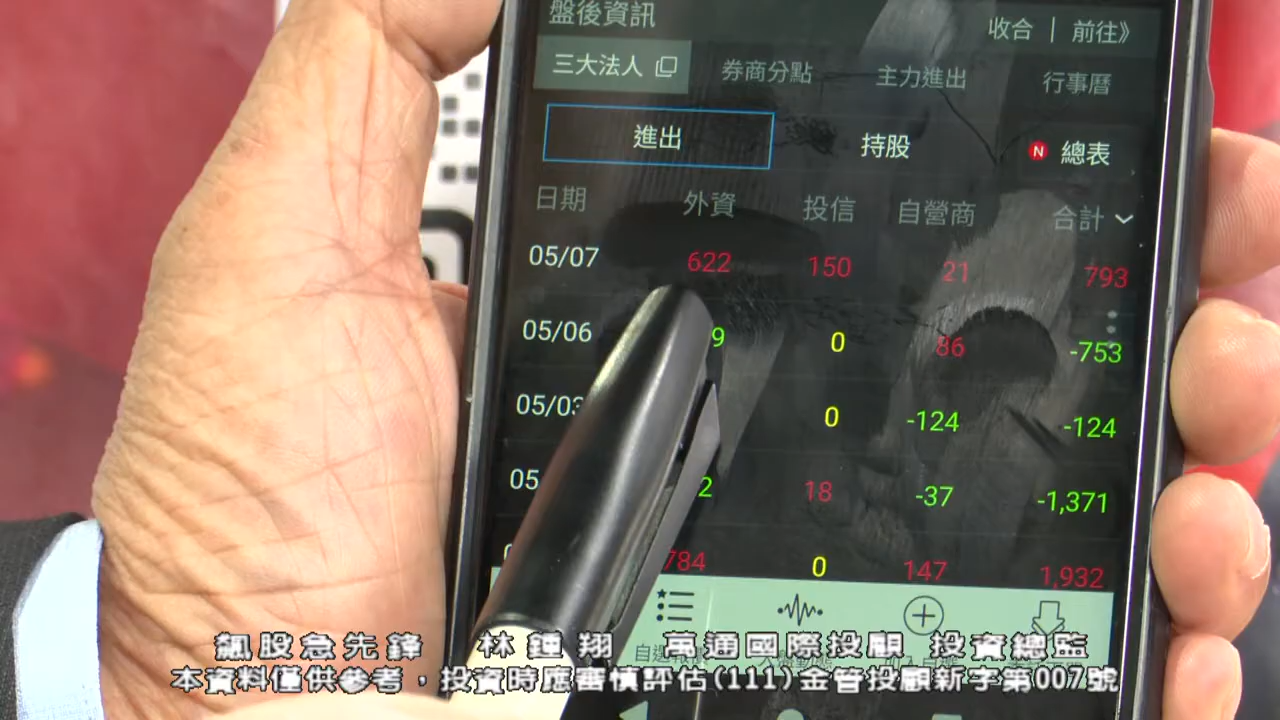 盤後資訊 收合 | 前往》
三大法人 券商分點 主力進出 行事曆
進出 持股 N 總表
日期 外資 投信 自營商 合計
05/07 622 150 21 793
05/06 9 0 86 -753
05/03 0 -124 -124
05 2 18 -37 -1,371
784 0 147 1,932
飆股急先鋒 林鍾翔 萬通國際投顧 投資總監
本資料僅供參考，投資時應審慎評估(111)金管投顧新字第007號